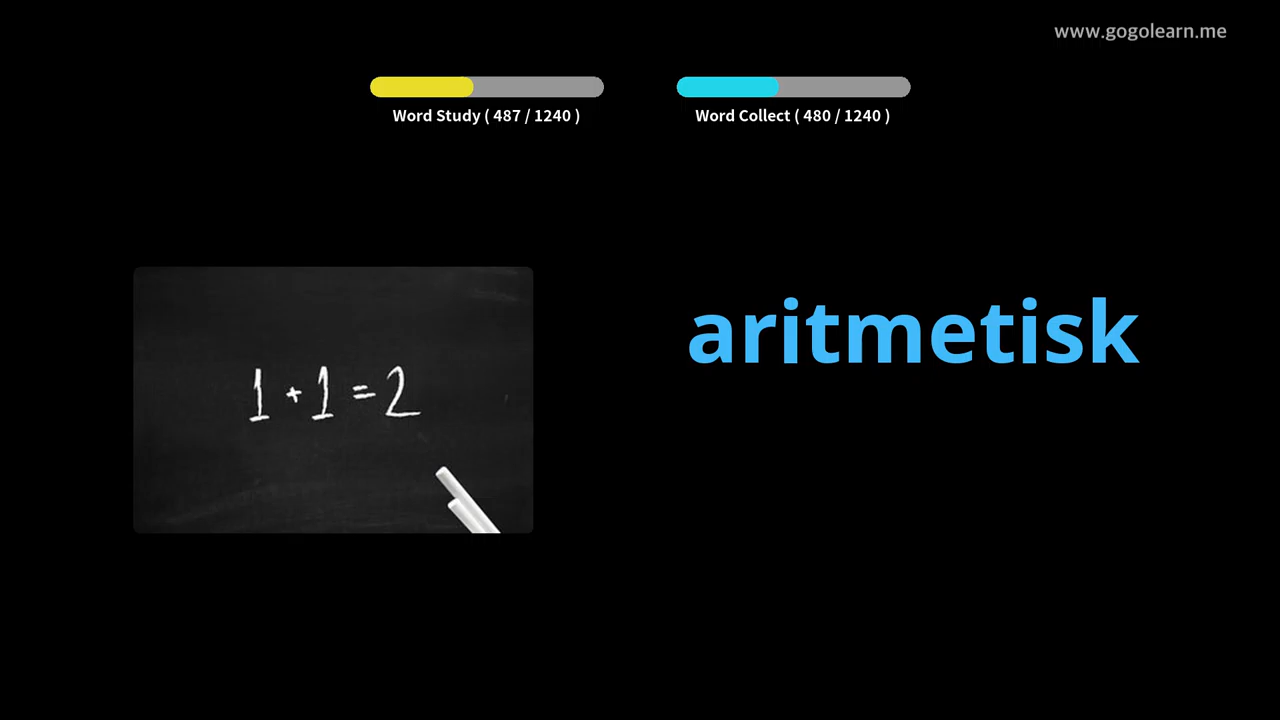 www.gogolearn.me
Word Study ( 487 / 1240 )
Word Collect ( 480 / 1240 )
aritmetisk
1 + 1 = 2